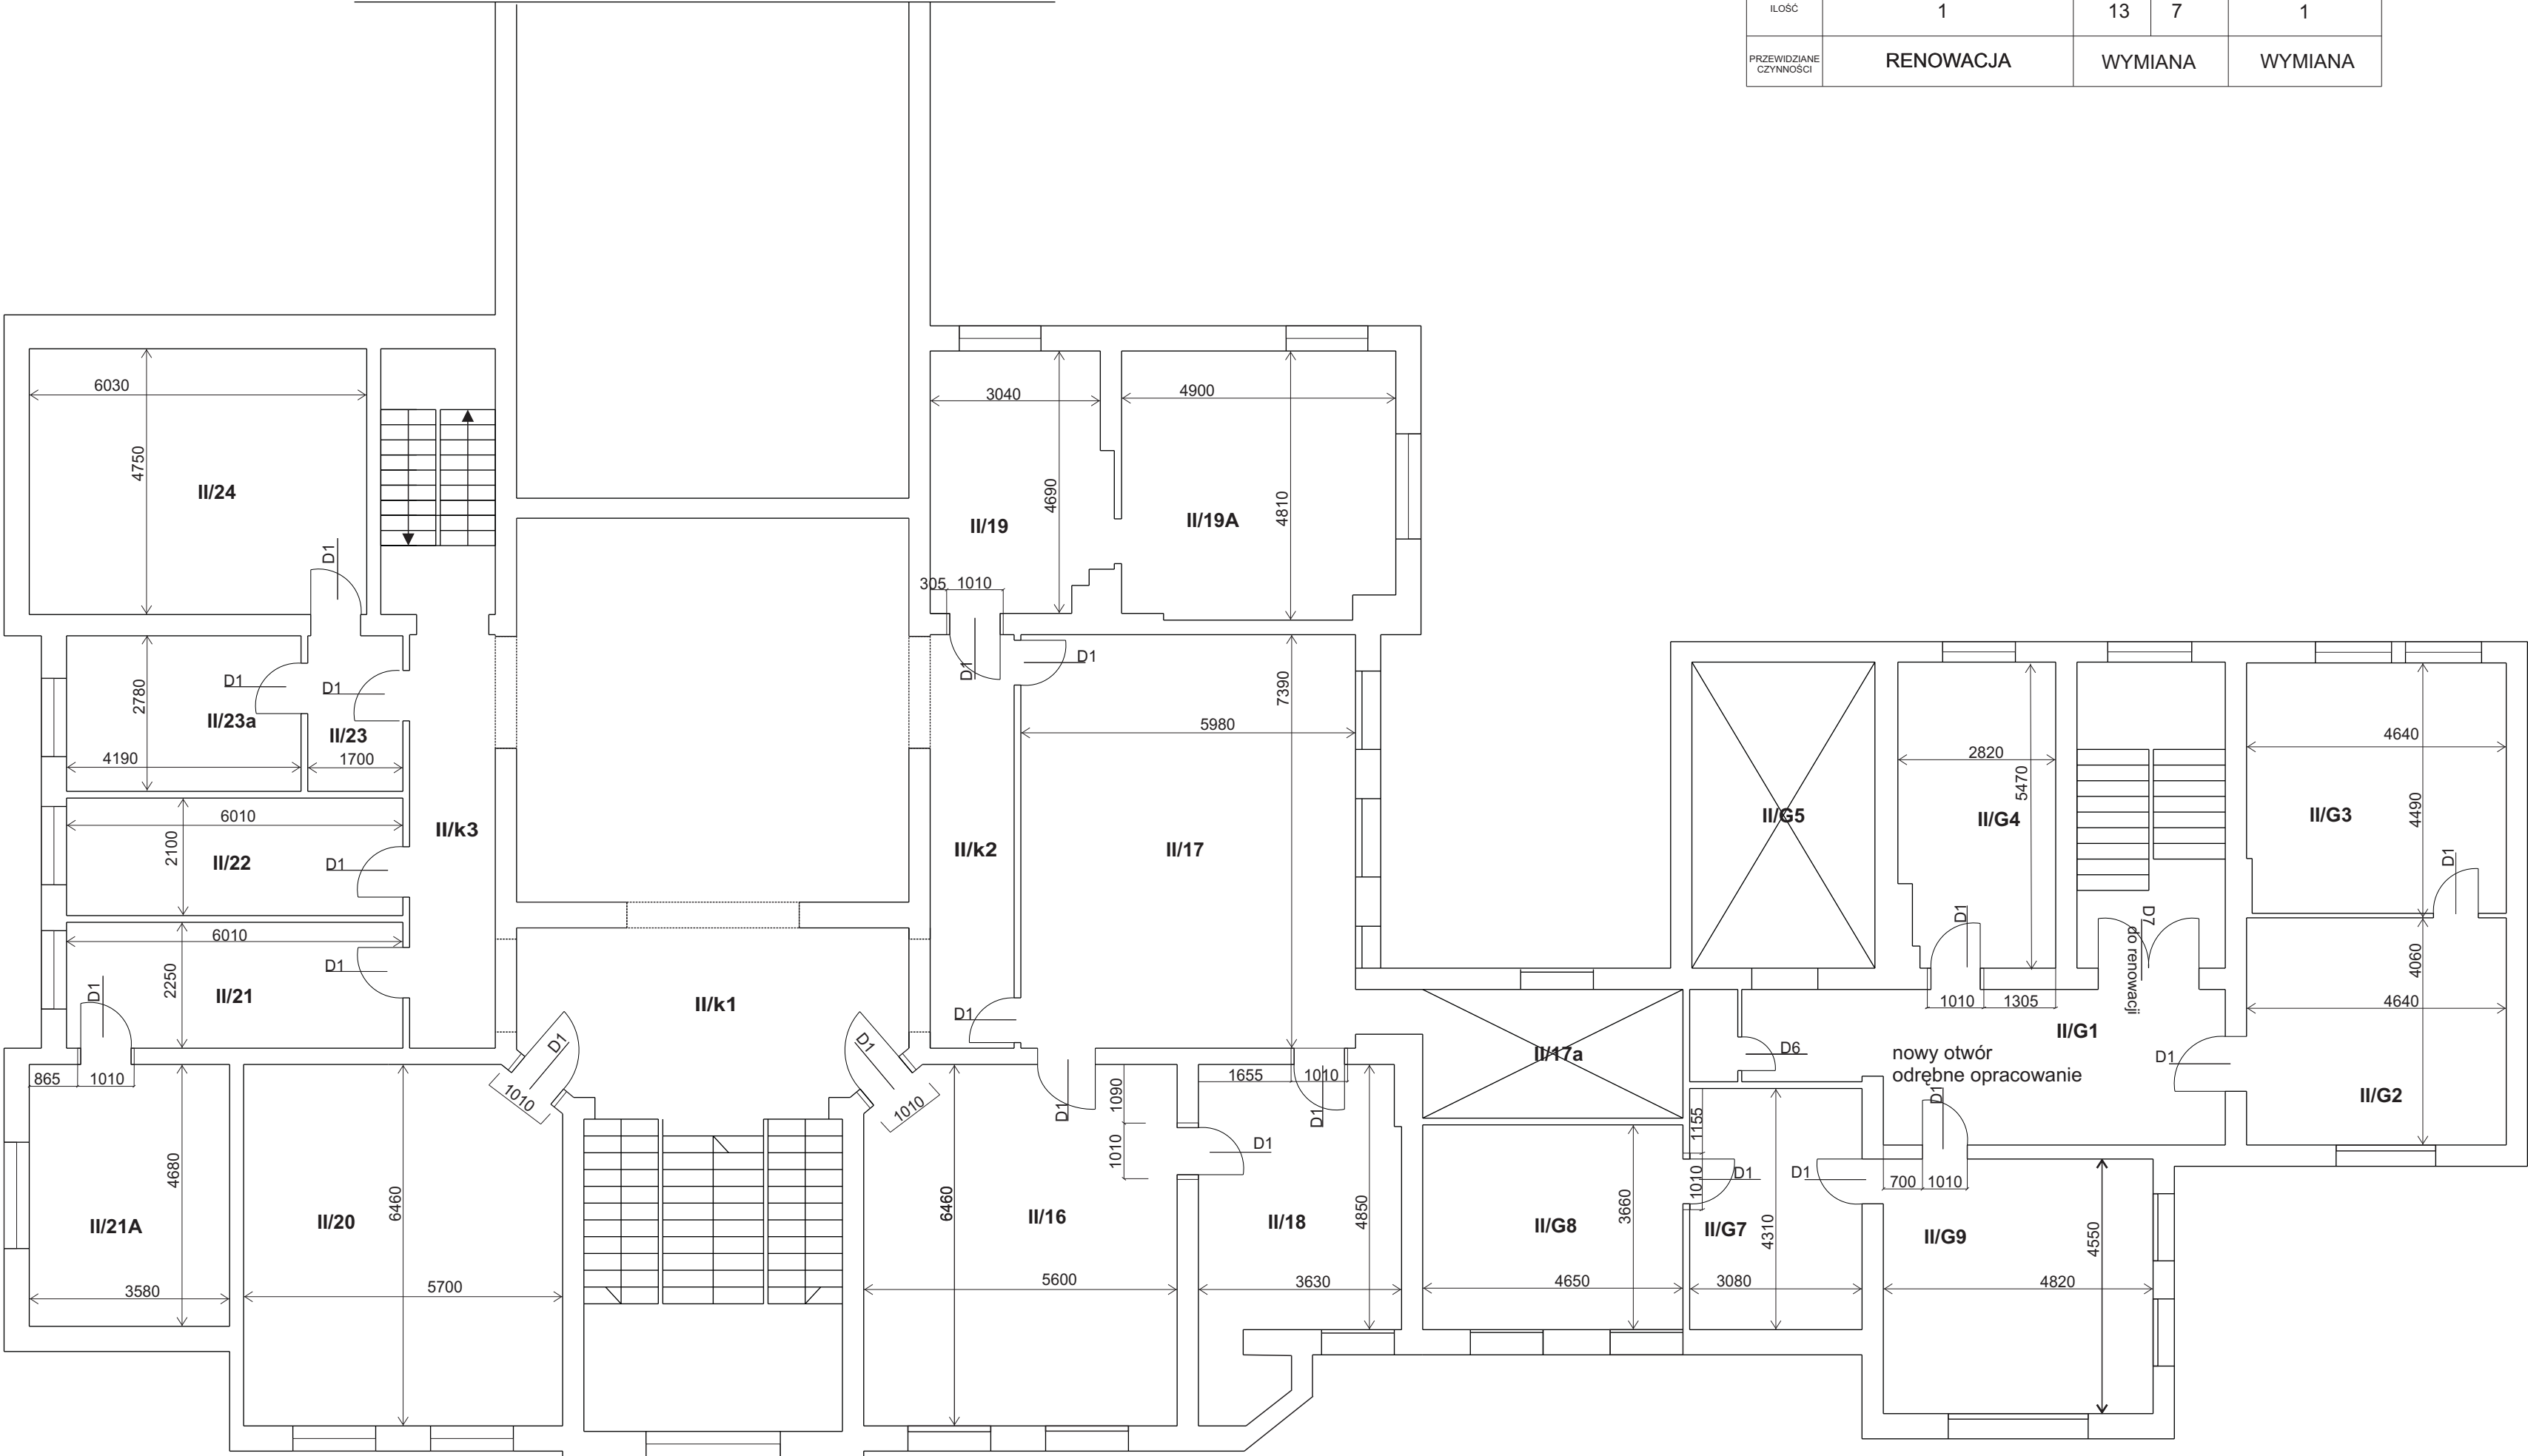 ILOŚĆ 1 13 7 1
PRZEWIDZIANE
CZYNNOŚCI RENOWACJA WYMIANA WYMIANA
6030
4750
II/24
D1
3040
4690
II/19
305 1010
D1
4900
4810
II/19A
D1
2780
D1
II/23a
4190
D1
II/23
1700
6010
2100
II/22
D1
6010
2250
II/21
D1
D1
865 1010
II/k3
II/k2
II/k1
7390
5980
II/17
D1
D1
1010
D1
1010
4680
II/21A
3580
II/20
6460
5700
D1
1090
1010
D1
6460
II/16
5600
1655 1010
D1
4850
II/18
3630
II/17a
II/G5
2820
5470
II/G4
D1
1010 1305
D7
do renowacji
4640
4490
II/G3
D1
4060
4640
II/G2
II/G1
D1
D6
nowy otwór
odrębne opracowanie
D1
1155
1010
D1
D1
700 1010
3660
II/G8
4650
II/G7
4310
3080
II/G9
4550
4820